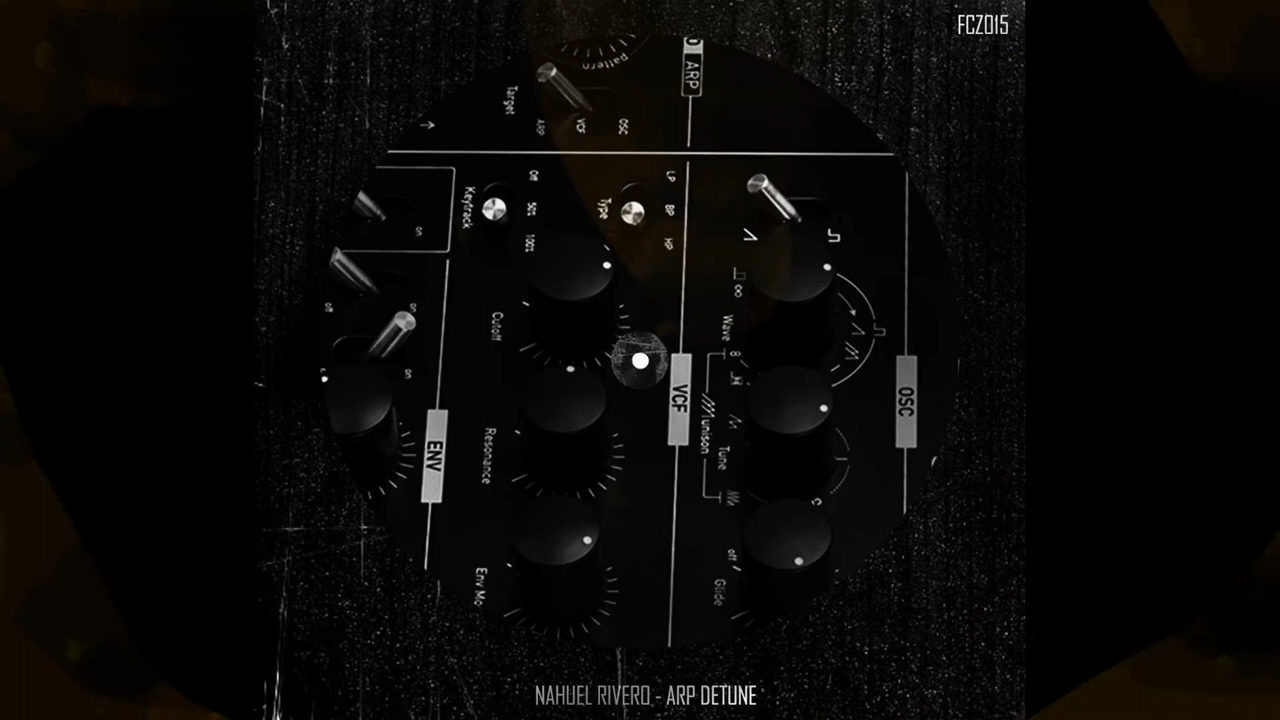 FCZ015
ARP
pattern
Target
ARP
VCF
OSC
Keytrack
Off
50%
100%
Type
LP
BP
HP
on
off
on
on
Cutoff
Wave
8
VCF
OSC
unison
Tune
ENV
Resonance
off
Glide
Env Mo
NAHUEL RIVERO - ARP DETUNE